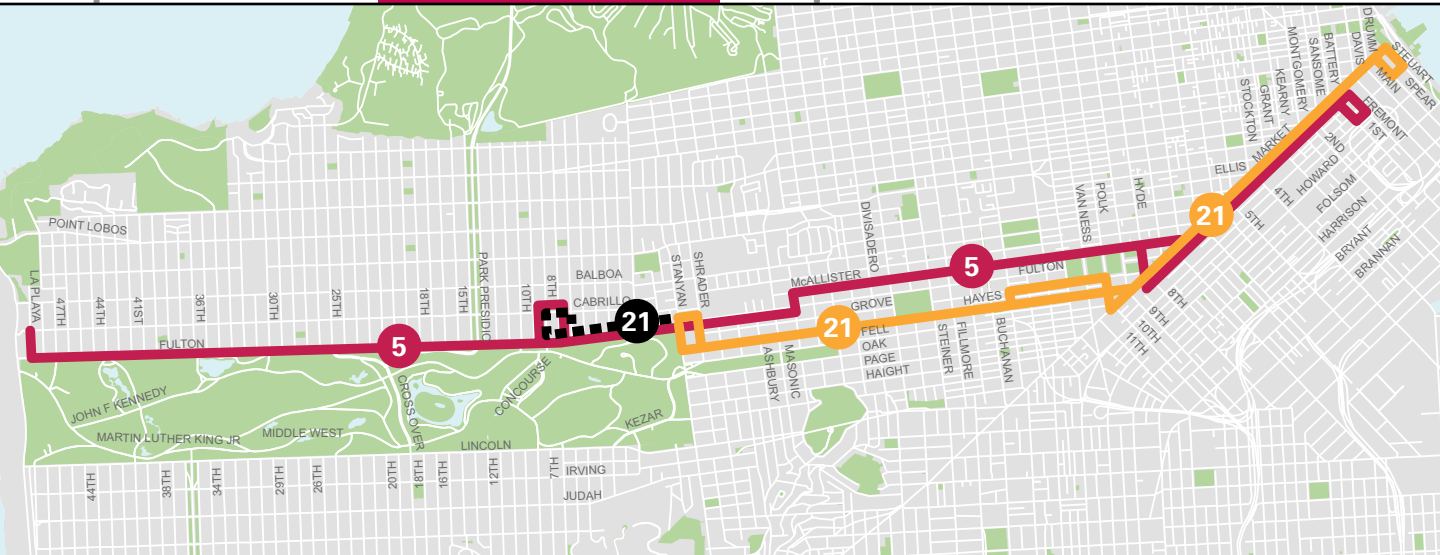 DRUMM
DAVIS
BATTERY
SANSOME
MONTGOMERY
KEARNY
GRANT
STOCKTON
STEUART
MAIN
SPEAR
FREMONT
1ST
MARKET
2ND
ELLIS
HOWARD
4TH
FOLSOM
HARRISON
5TH
BRYANT
BRANNAN
HYDE
POLK
VAN NESS
21
DIVISADERO
POINT LOBOS
LA PLAYA
47TH
44TH
41ST
36TH
30TH
25TH
18TH
15TH
PARK PRESIDIO
10TH
8TH
BALBOA
CABRILLO
STANYAN
SHRADER
McALLISTER
5
FULTON
GROVE
HAYES
8TH
9TH
10TH
11TH
21
21
FELL
OAK
PAGE
HAIGHT
STEINER
FILLMORE
BUCHANAN
FULTON
5
ASHBURY
MASONIC
JOHN F KENNEDY
CROSS OVER
CONCOURSE
KEZAR
MARTIN LUTHER KING JR
MIDDLE WEST
LINCOLN
44TH
38TH
34TH
29TH
26TH
20TH
18TH
16TH
12TH
7TH
IRVING
JUDAH